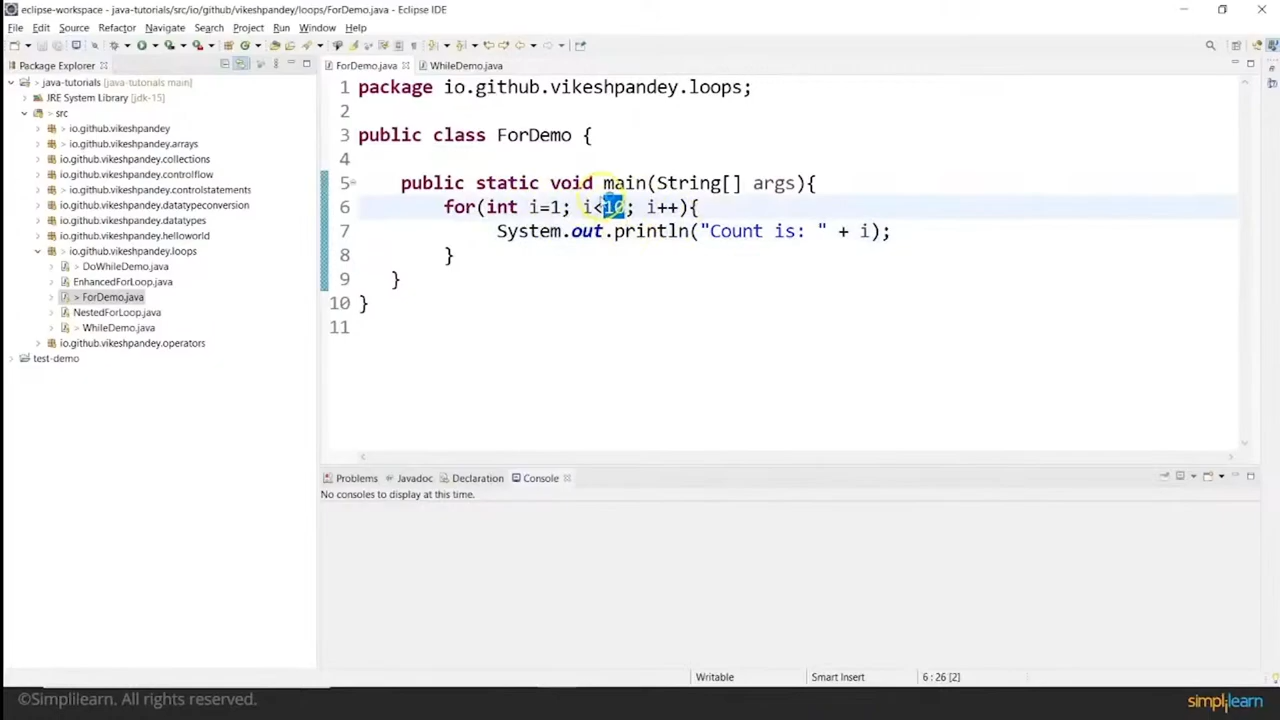 eclipse-workspace - java-tutorials/src/io/github/vikeshpandey/loops/ForDemo.java - Eclipse IDE
File Edit Source Refactor Navigate Search Project Run Window Help
Package Explorer
java-tutorials [java-tutorials main]
JRE System Library [jdk-15]
src
> io.github.vikeshpandey
> io.github.vikeshpandey.arrays
io.github.vikeshpandey.collections
io.github.vikeshpandey.controlflow
> io.github.vikeshpandey.controlstatements
io.github.vikeshpandey.datatypeconversion
io.github.vikeshpandey.datatypes
io.github.vikeshpandey.helloworld
> io.github.vikeshpandey.loops
> DoWhileDemo.java
EnhancedForLoop.java
> ForDemo.java
NestedForLoop.java
> WhileDemo.java
io.github.vikeshpandey.operators
test-demo
ForDemo.java WhileDemo.java
1 package io.github.vikeshpandey.loops;
2
3 public class ForDemo {
4
5 public static void main(String[] args){
6 for(int i=1; i<10; i++){
7 System.out.println("Count is: " + i);
8 }
9 }
10 }
11
Problems Javadoc Declaration Console
No consoles to display at this time.
Writable Smart Insert 6 : 26 [2]
©Simplilearn. All rights reserved.
simplilearn